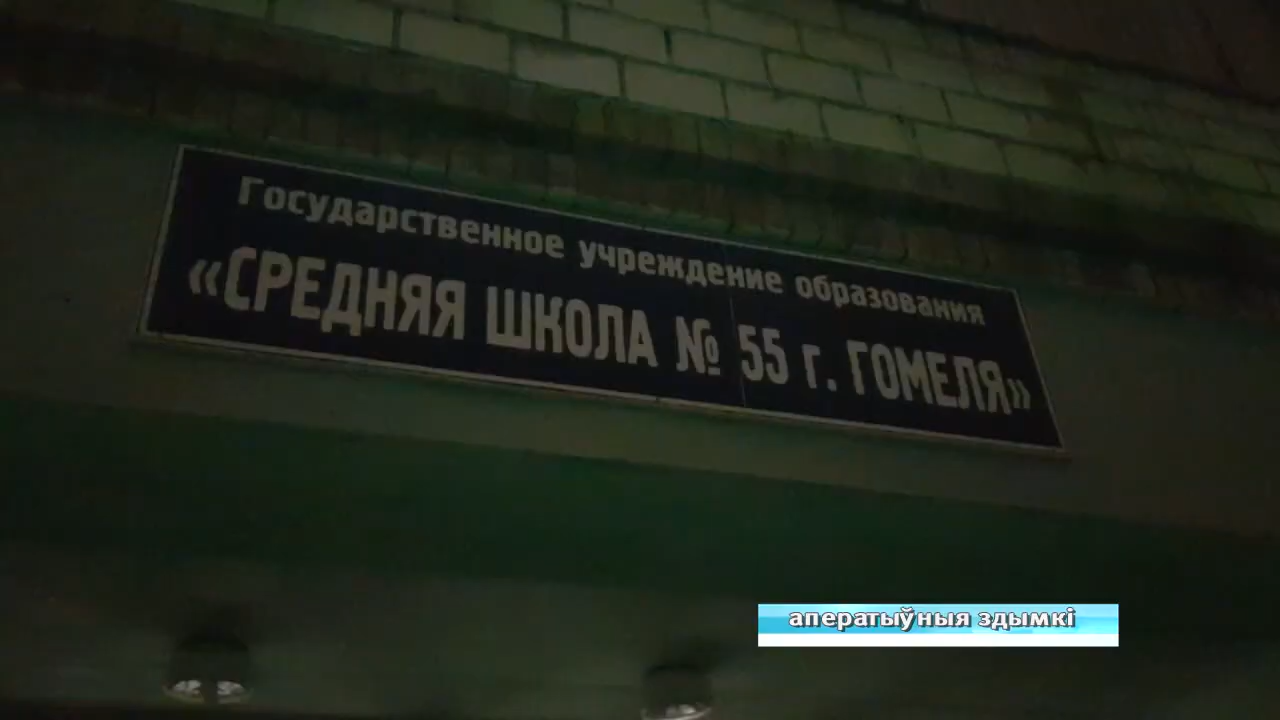 Государственное учреждение образования
«СРЕДНЯЯ ШКОЛА № 55 г. ГОМЕЛЯ»
аператыўныя здымкі